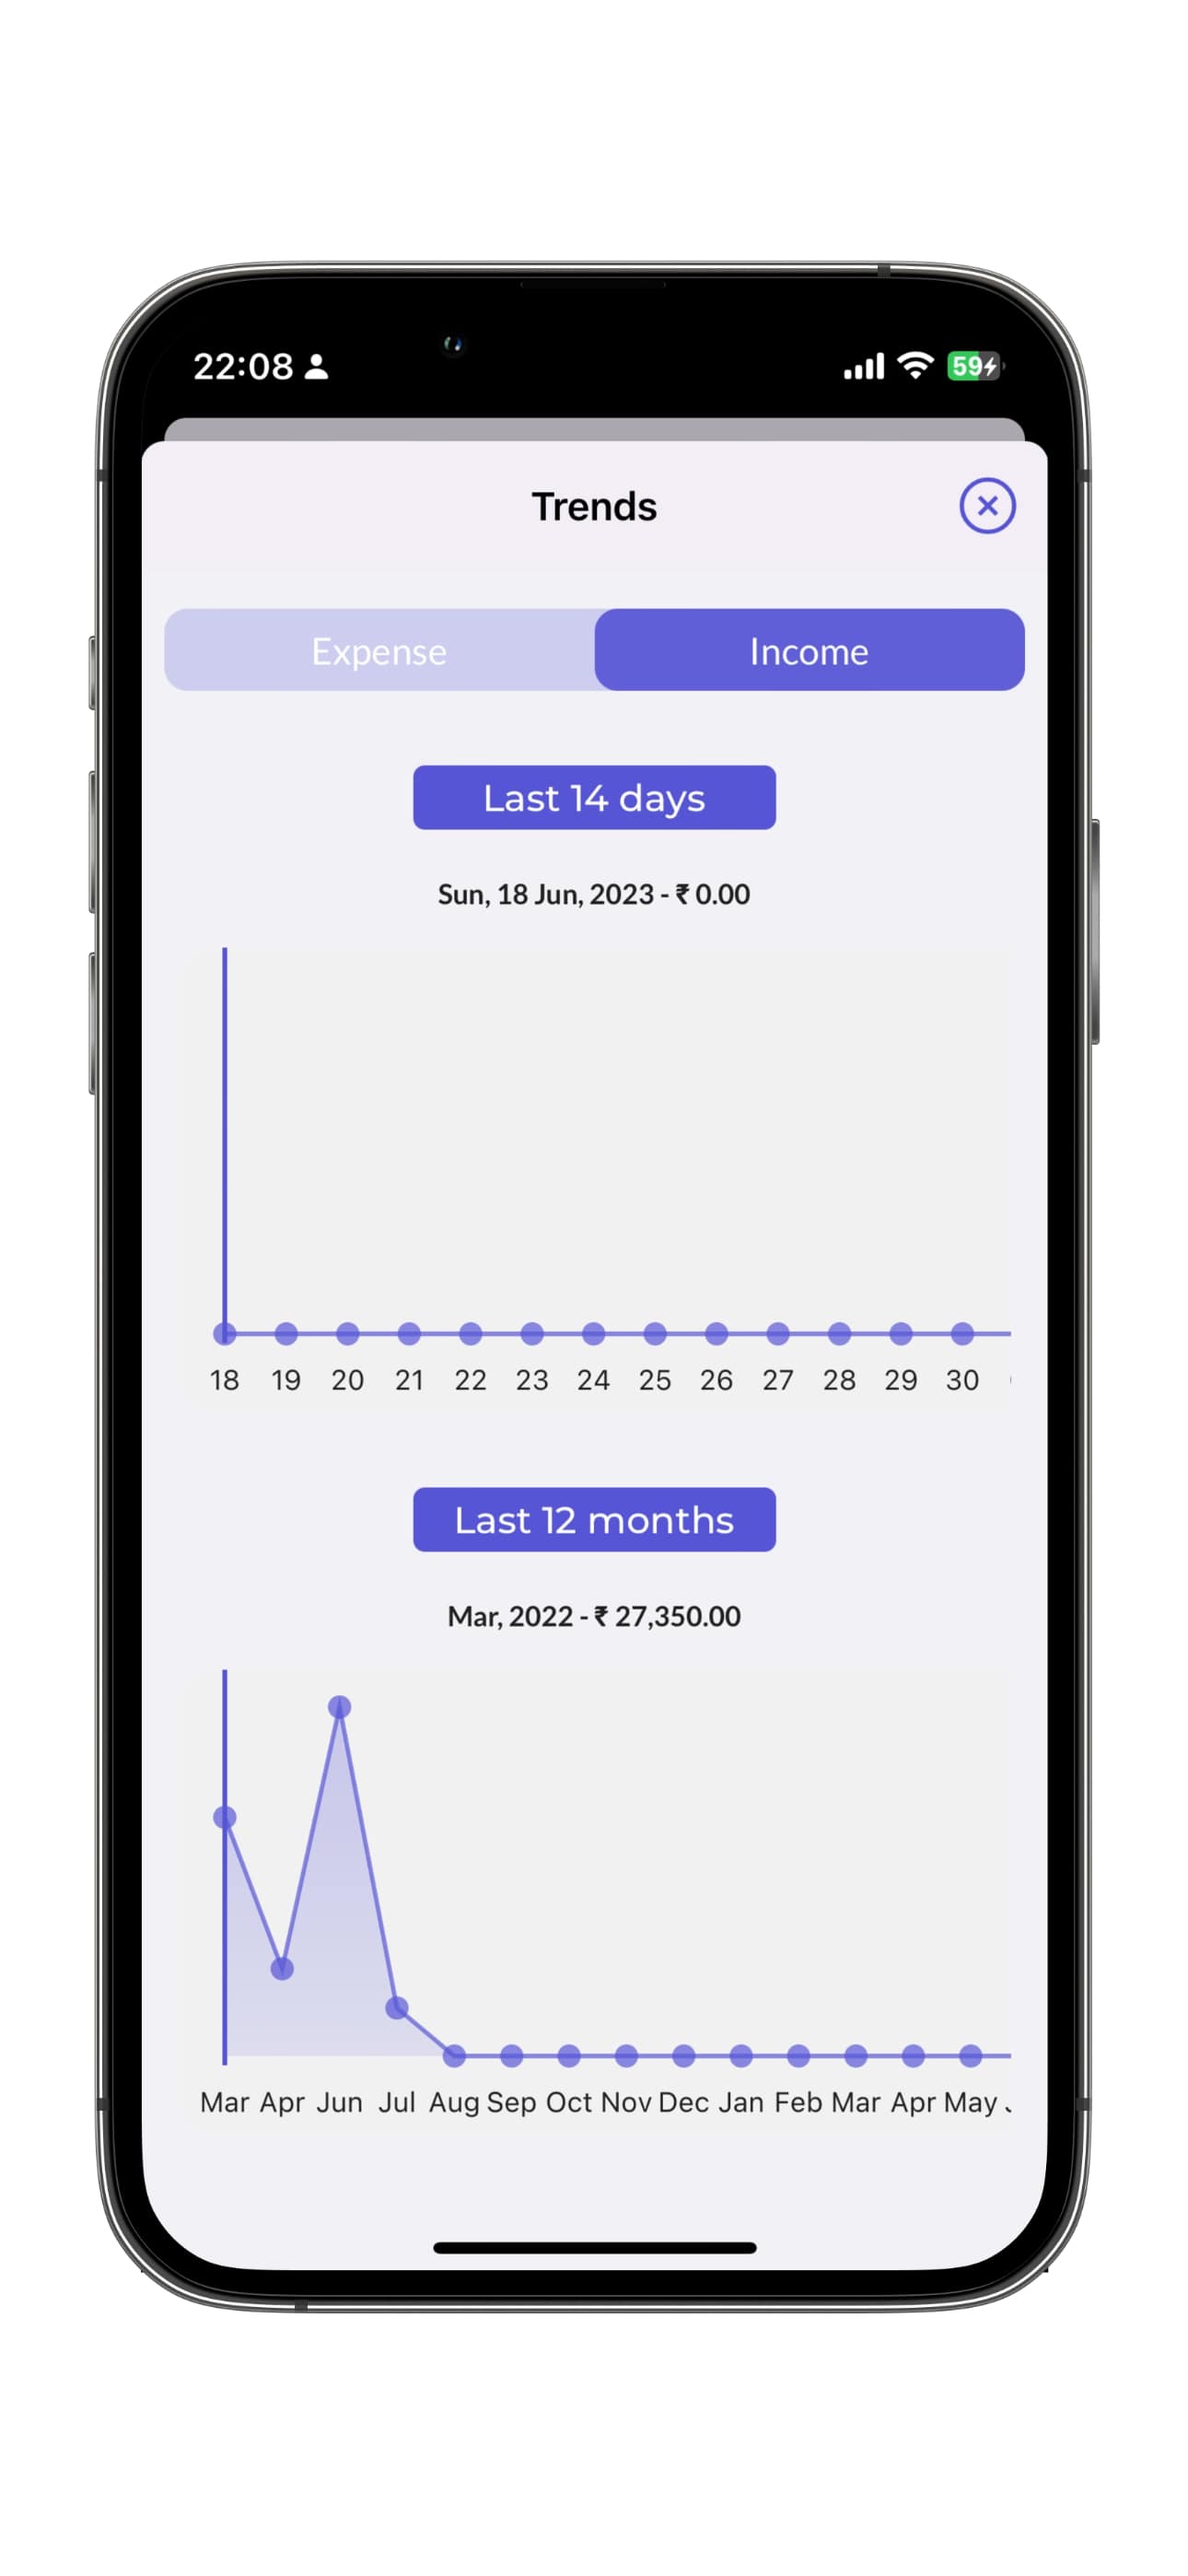 22:08
59
Trends
Expense Income
Last 14 days
Sun, 18 Jun, 2023 - ₹ 0.00
18 19 20 21 22 23 24 25 26 27 28 29 30
Last 12 months
Mar, 2022 - ₹ 27,350.00
Mar Apr Jun Jul Aug Sep Oct Nov Dec Jan Feb Mar Apr May